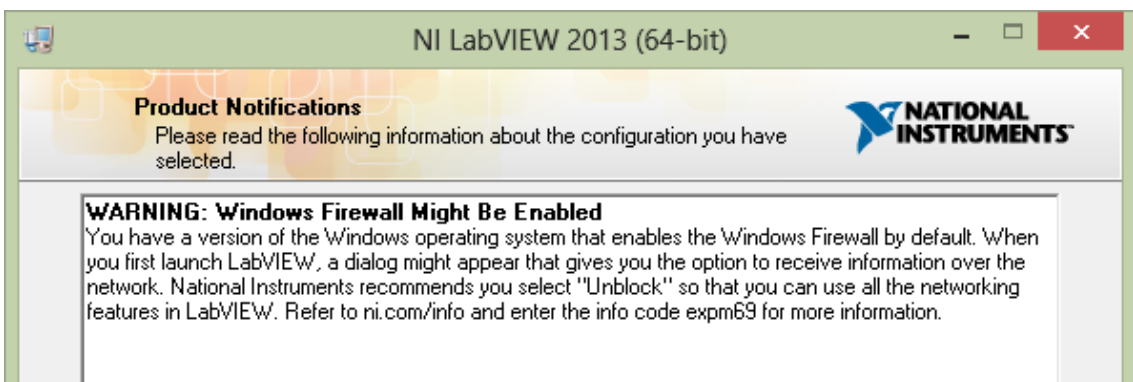 NI LabVIEW 2013 (64-bit)
Product Notifications
Please read the following information about the configuration you have
selected.
NATIONAL
INSTRUMENTS™
WARNING: Windows Firewall Might Be Enabled
You have a version of the Windows operating system that enables the Windows Firewall by default. When
you first launch LabVIEW, a dialog might appear that gives you the option to receive information over the
network. National Instruments recommends you select "Unblock" so that you can use all the networking
features in LabVIEW. Refer to ni.com/info and enter the info code expm69 for more information.